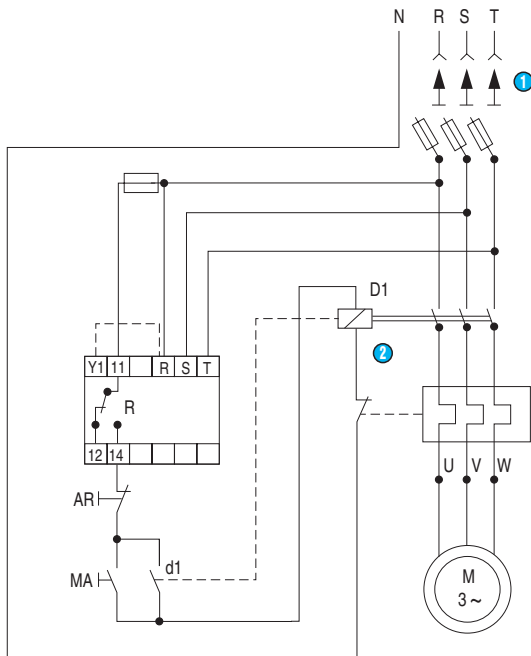 N R S T
1
D1
2
Y1 11 R S T
R
12 14
AR
MA d1
U V W
M
3 ~